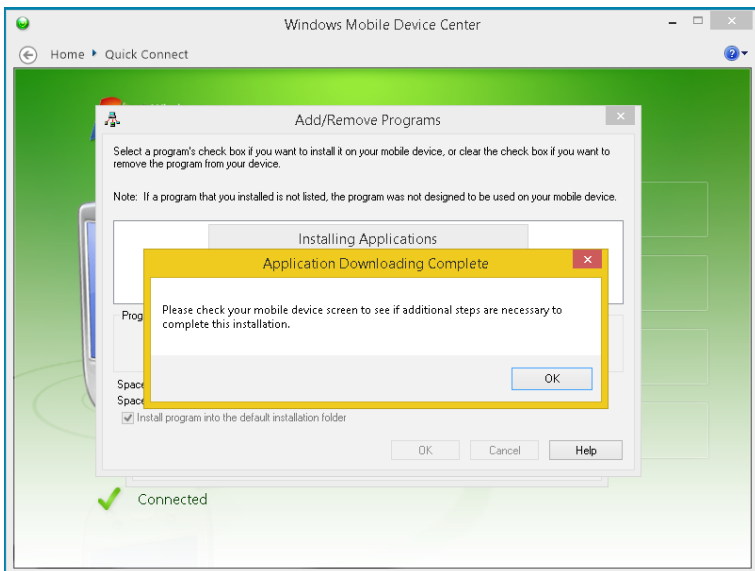 Windows Mobile Device Center
Home Quick Connect
Add/Remove Programs
Select a program's check box if you want to install it on your mobile device, or clear the check box if you want to
remove the program from your device.
Note: If a program that you installed is not listed, the program was not designed to be used on your mobile device.
Installing Applications
Application Downloading Complete
Please check your mobile device screen to see if additional steps are necessary to
complete this installation.
OK
Prog
Space
Space
Install program into the default installation folder
OK Cancel Help
Connected